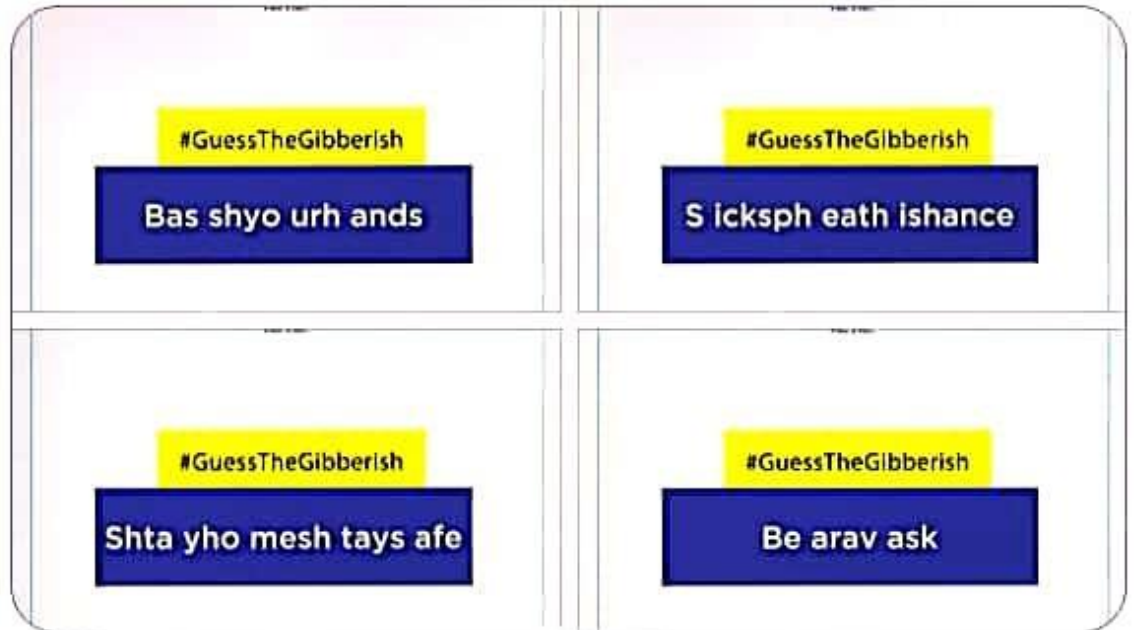 #GuessTheGibberish
Bas shyo urh ands
#GuessTheGibberish
S icksph eath ishance
#GuessTheGibberish
Shta yho mesh tays afe
#GuessTheGibberish
Be arav ask